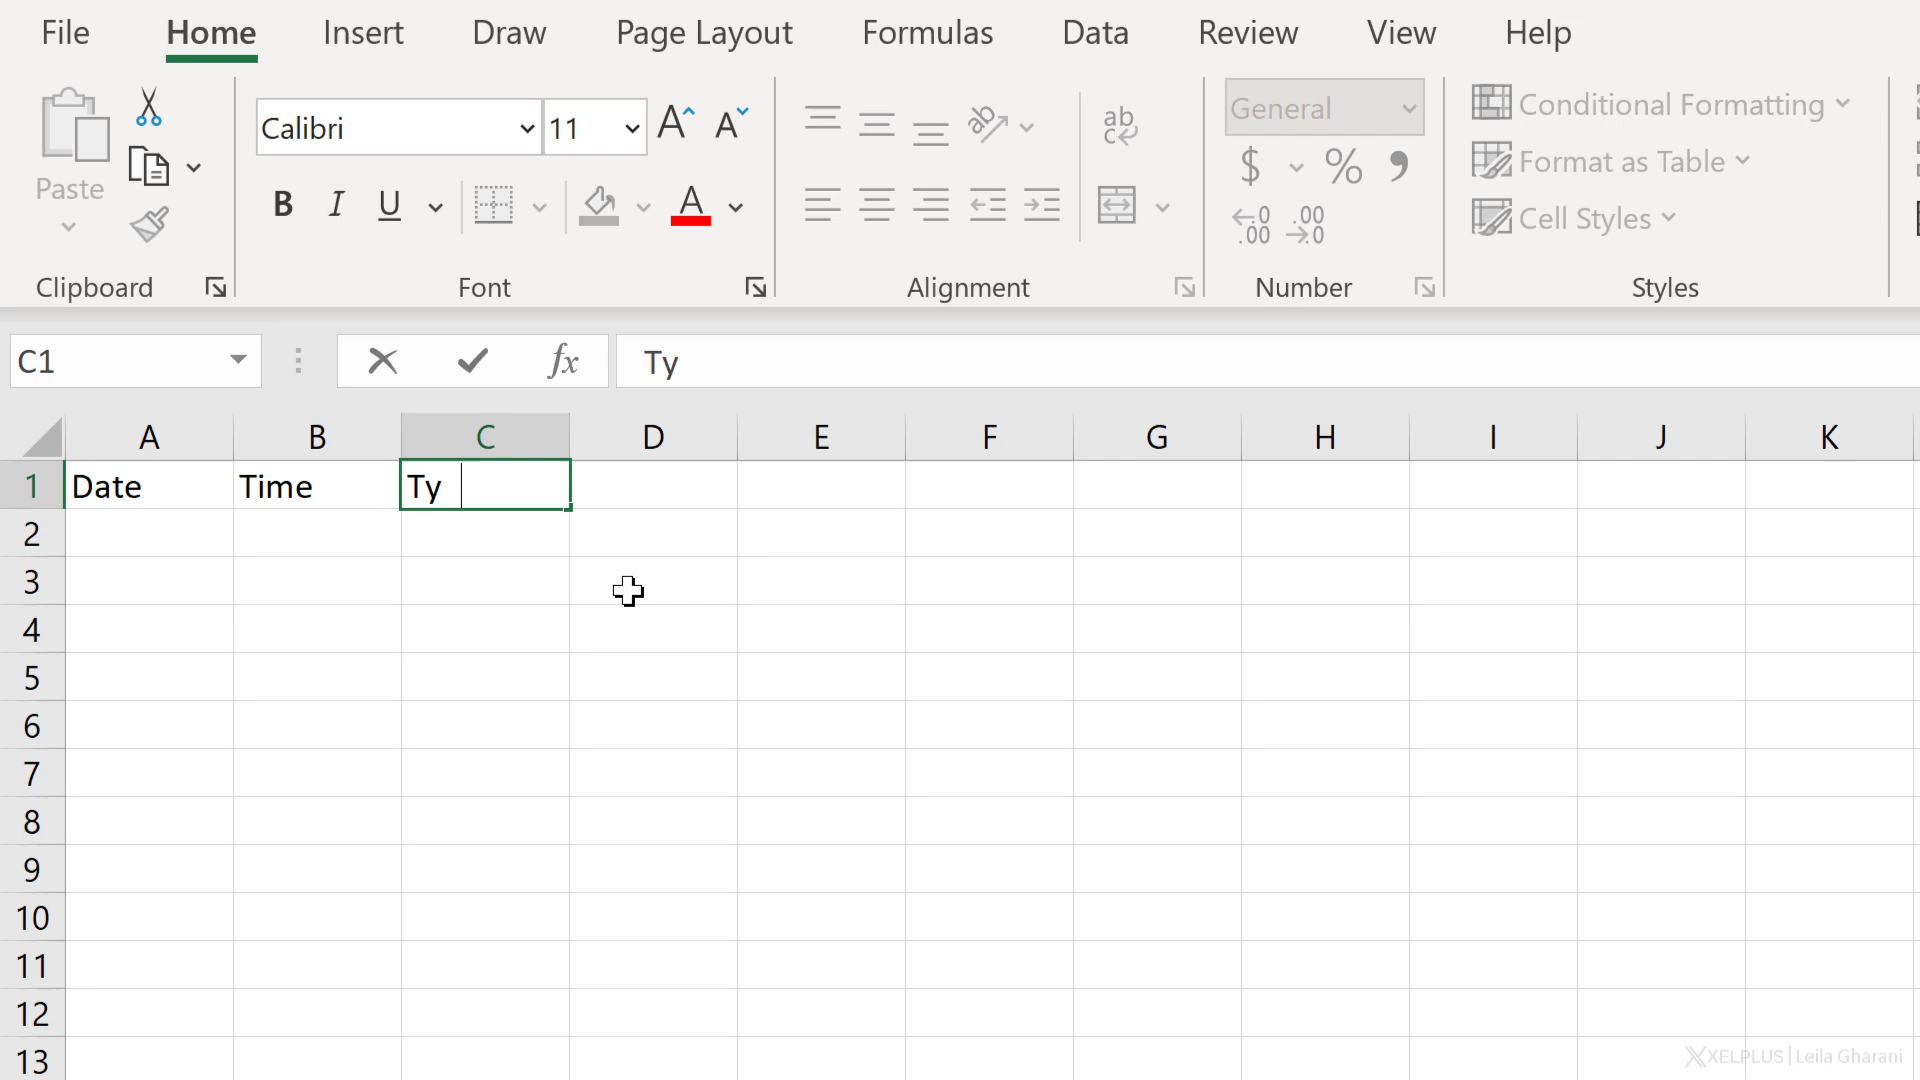 File Home Insert Draw Page Layout Formulas Data Review View Help
Paste
Calibri 11
B I U A
ab
c
General
$ % 9
Conditional Formatting
Format as Table
Cell Styles
Clipboard Font Alignment Number Styles
C1 fx Ty
A B C D E F G H I J K
1 Date Time Ty
2
3
4
5
6
7
8
9
10
11
12
13
XELPLUS | Leila Gharani